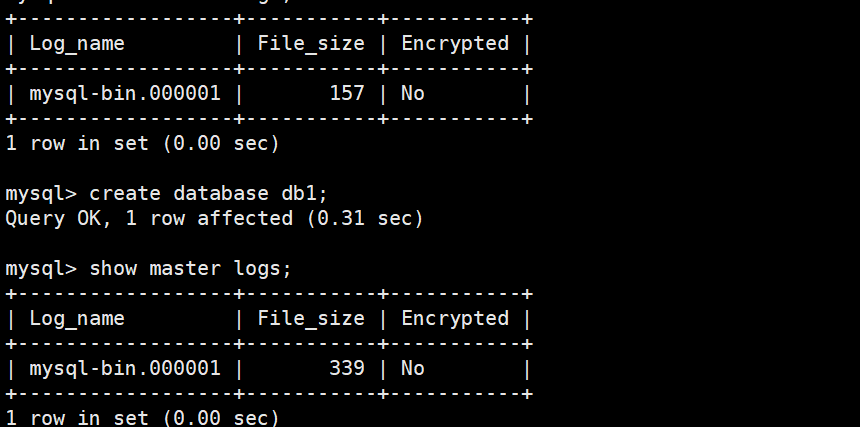 +------------------+-----------+-----------+
| Log_name         | File_size | Encrypted |
+------------------+-----------+-----------+
| mysql-bin.000001 |       157 | No        |
+------------------+-----------+-----------+
1 row in set (0.00 sec)
mysql> create database db1;
Query OK, 1 row affected (0.31 sec)
mysql> show master logs;
+------------------+-----------+-----------+
| Log_name         | File_size | Encrypted |
+------------------+-----------+-----------+
| mysql-bin.000001 |       339 | No        |
+------------------+-----------+-----------+
1 row in set (0.00 sec)